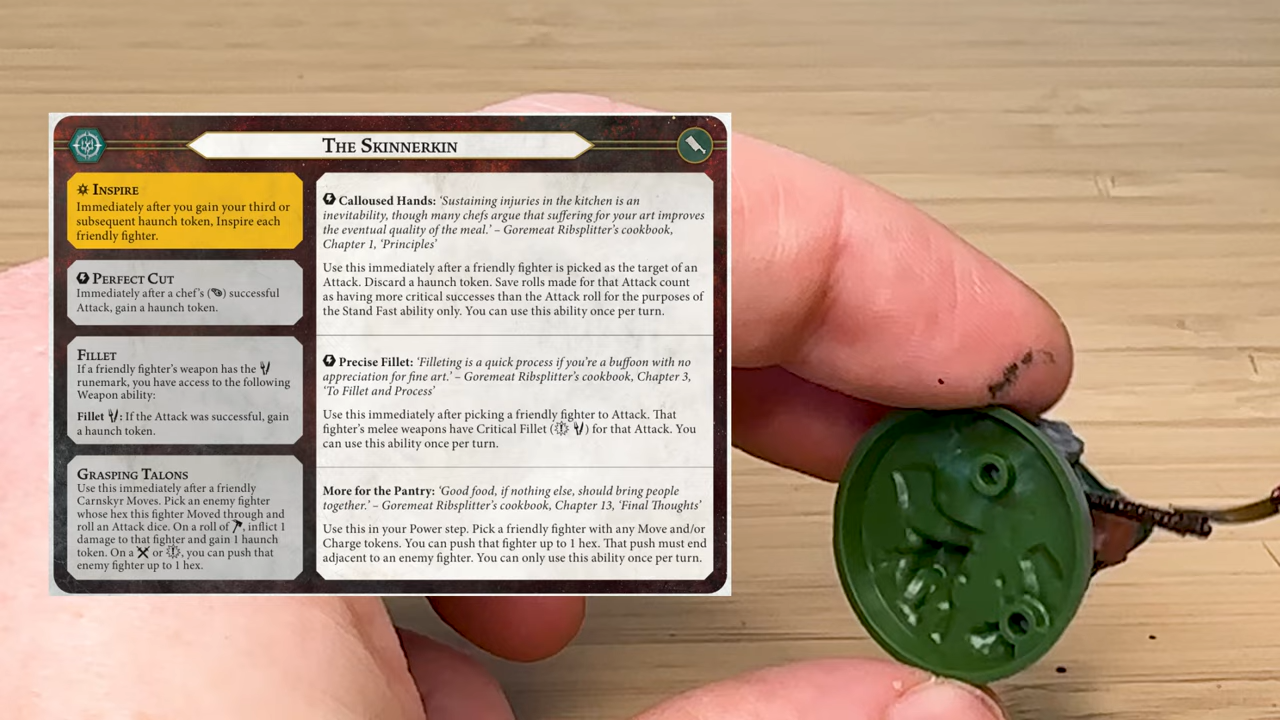 The Skinnerkin
Inspire
Immediately after you gain your third or
subsequent haunch token, Inspire each
friendly fighter.
Perfect Cut
Immediately after a chef's ( ) successful
Attack, gain a haunch token.
Fillet
If a friendly fighter's weapon has the
runemark, you have access to the following
Weapon ability:
Fillet : If the Attack was successful, gain
a haunch token.
Grasping Talons
Use this immediately after a friendly
Carnskyr Moves. Pick an enemy fighter
whose hex this fighter Moved through and
roll an Attack dice. On a roll of , inflict 1
damage to that fighter and gain 1 haunch
token. On a or , you can push that
enemy fighter up to 1 hex.
Calloused Hands: 'Sustaining injuries in the kitchen is an
inevitability, though many chefs argue that suffering for your art improves
the eventual quality of the meal.' – Goremeat Ribsplitter's cookbook,
Chapter 1, 'Principles'
Use this immediately after a friendly fighter is picked as the target of an
Attack. Discard a haunch token. Save rolls made for that Attack count
as having more critical successes than the Attack roll for the purposes of
the Stand Fast ability only. You can use this ability once per turn.
Precise Fillet: 'Filleting is a quick process if you're a buffoon with no
appreciation for fine art.' – Goremeat Ribsplitter's cookbook, Chapter 3,
'To Fillet and Process'
Use this immediately after picking a friendly fighter to Attack. That
fighter's melee weapons have Critical Fillet ( ) for that Attack. You
can use this ability once per turn.
More for the Pantry: 'Good food, if nothing else, should bring people
together.' – Goremeat Ribsplitter's cookbook, Chapter 13, 'Final Thoughts'
Use this in your Power step. Pick a friendly fighter with any Move and/or
Charge tokens. You can push that fighter up to 1 hex. That push must end
adjacent to an enemy fighter. You can only use this ability once per turn.